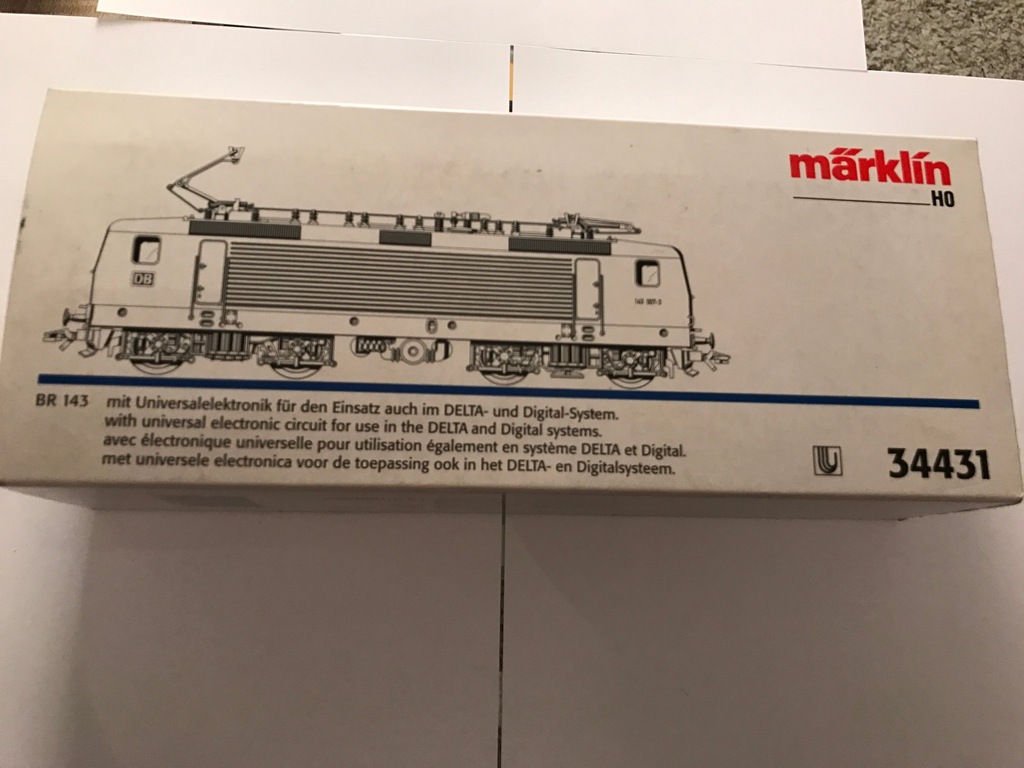 märklin
H0
DB
BR 143 mit Universalelektronik für den Einsatz auch im DELTA- und Digital-System.
with universal electronic circuit for use in the DELTA and Digital systems.
avec électronique universelle pour utilisation également en système DELTA et Digital.
met universele electronica voor de toepassing ook in het DELTA- en Digitalsysteem.
34431